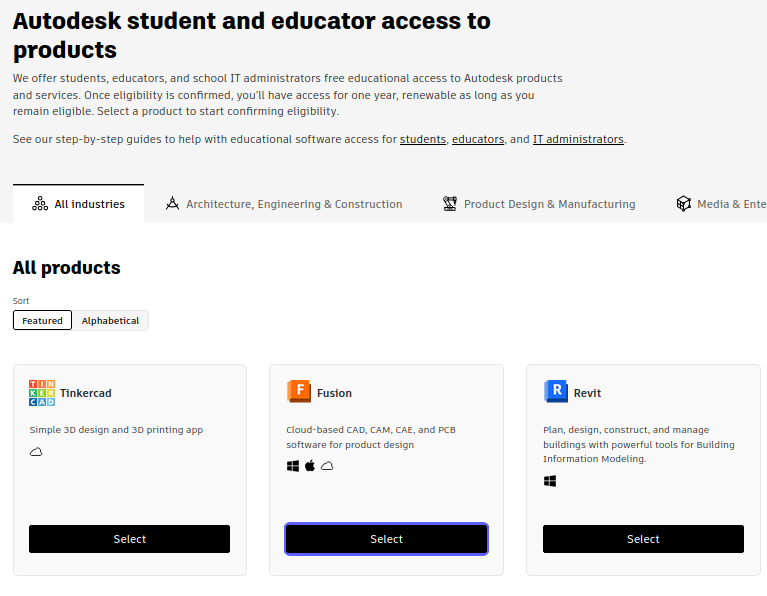 Autodesk student and educator access to
products
We offer students, educators, and school IT administrators free educational access to Autodesk products
and services. Once eligibility is confirmed, you'll have access for one year, renewable as long as you
remain eligible. Select a product to start confirming eligibility.
See our step-by-step guides to help with educational software access for students, educators, and IT administrators.
All industries
Architecture, Engineering & Construction
Product Design & Manufacturing
Media & Ente
All products
Sort
Featured
Alphabetical
TIN
KER
CAD
Tinkercad
Simple 3D design and 3D printing app
Select
F
Fusion
Cloud-based CAD, CAM, CAE, and PCB
software for product design
Select
R
Revit
Plan, design, construct, and manage
buildings with powerful tools for Building
Information Modeling.
Select